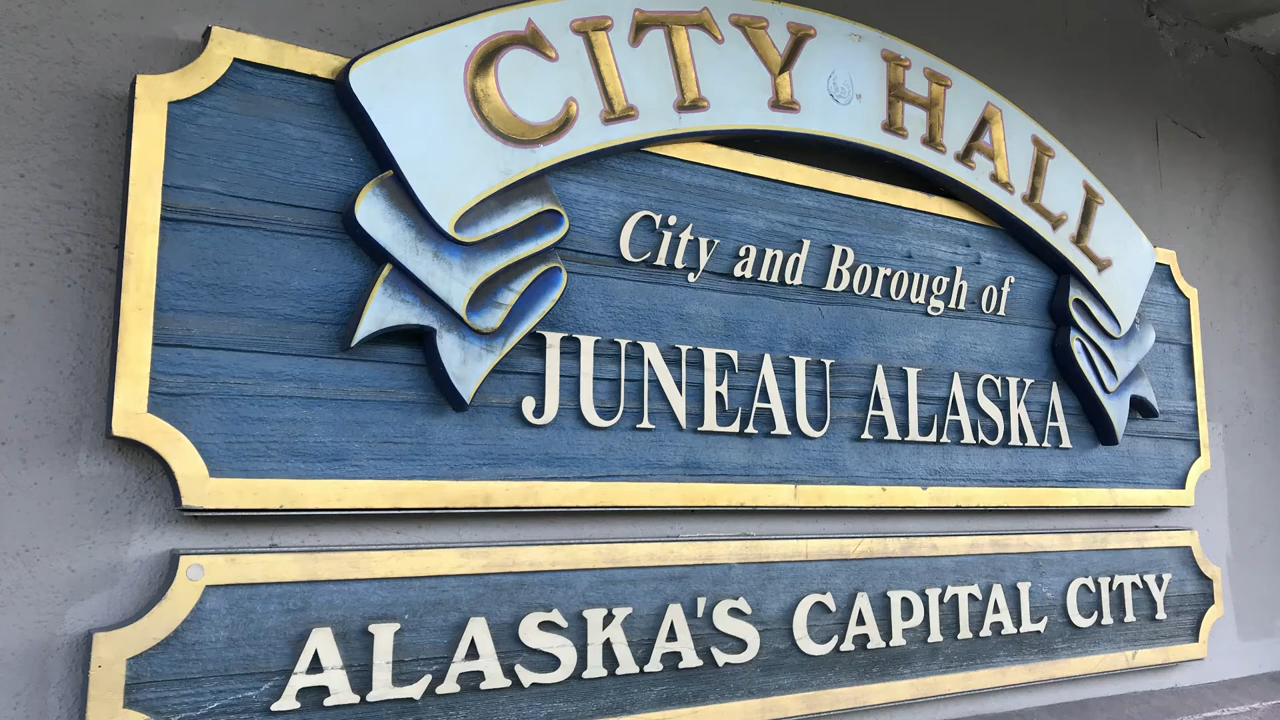 CITY HALL
City and Borough of
JUNEAU ALASKA
ALASKA'S CAPITAL CITY